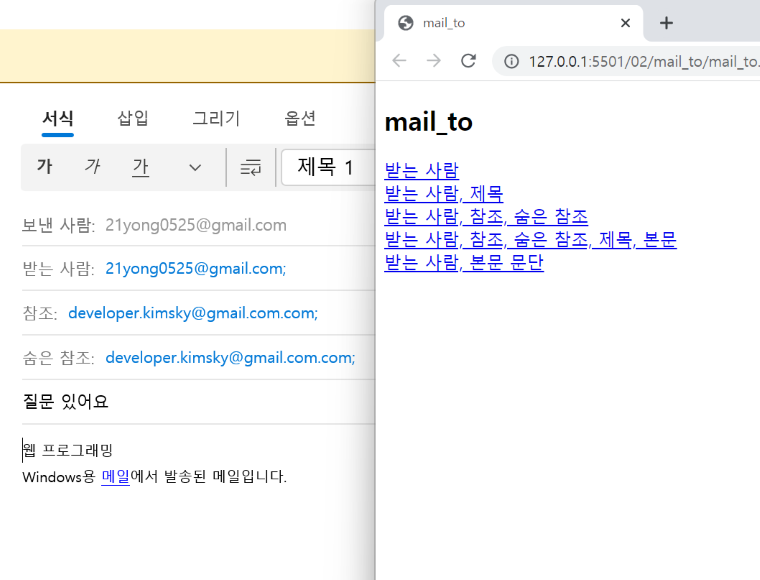 서식 삽입 그리기 옵션
가 가 가 제목 1
보낸 사람: 21yong0525@gmail.com
받는 사람: 21yong0525@gmail.com;
참조: developer.kimsky@gmail.com.com;
숨은 참조: developer.kimsky@gmail.com.com;
질문 있어요
웹 프로그래밍
Windows용 메일에서 발송된 메일입니다.
mail_to
127.0.0.1:5501/02/mail_to/mail_to.
mail_to
받는 사람
받는 사람, 제목
받는 사람, 참조, 숨은 참조
받는 사람, 참조, 숨은 참조, 제목, 본문
받는 사람, 본문 문단